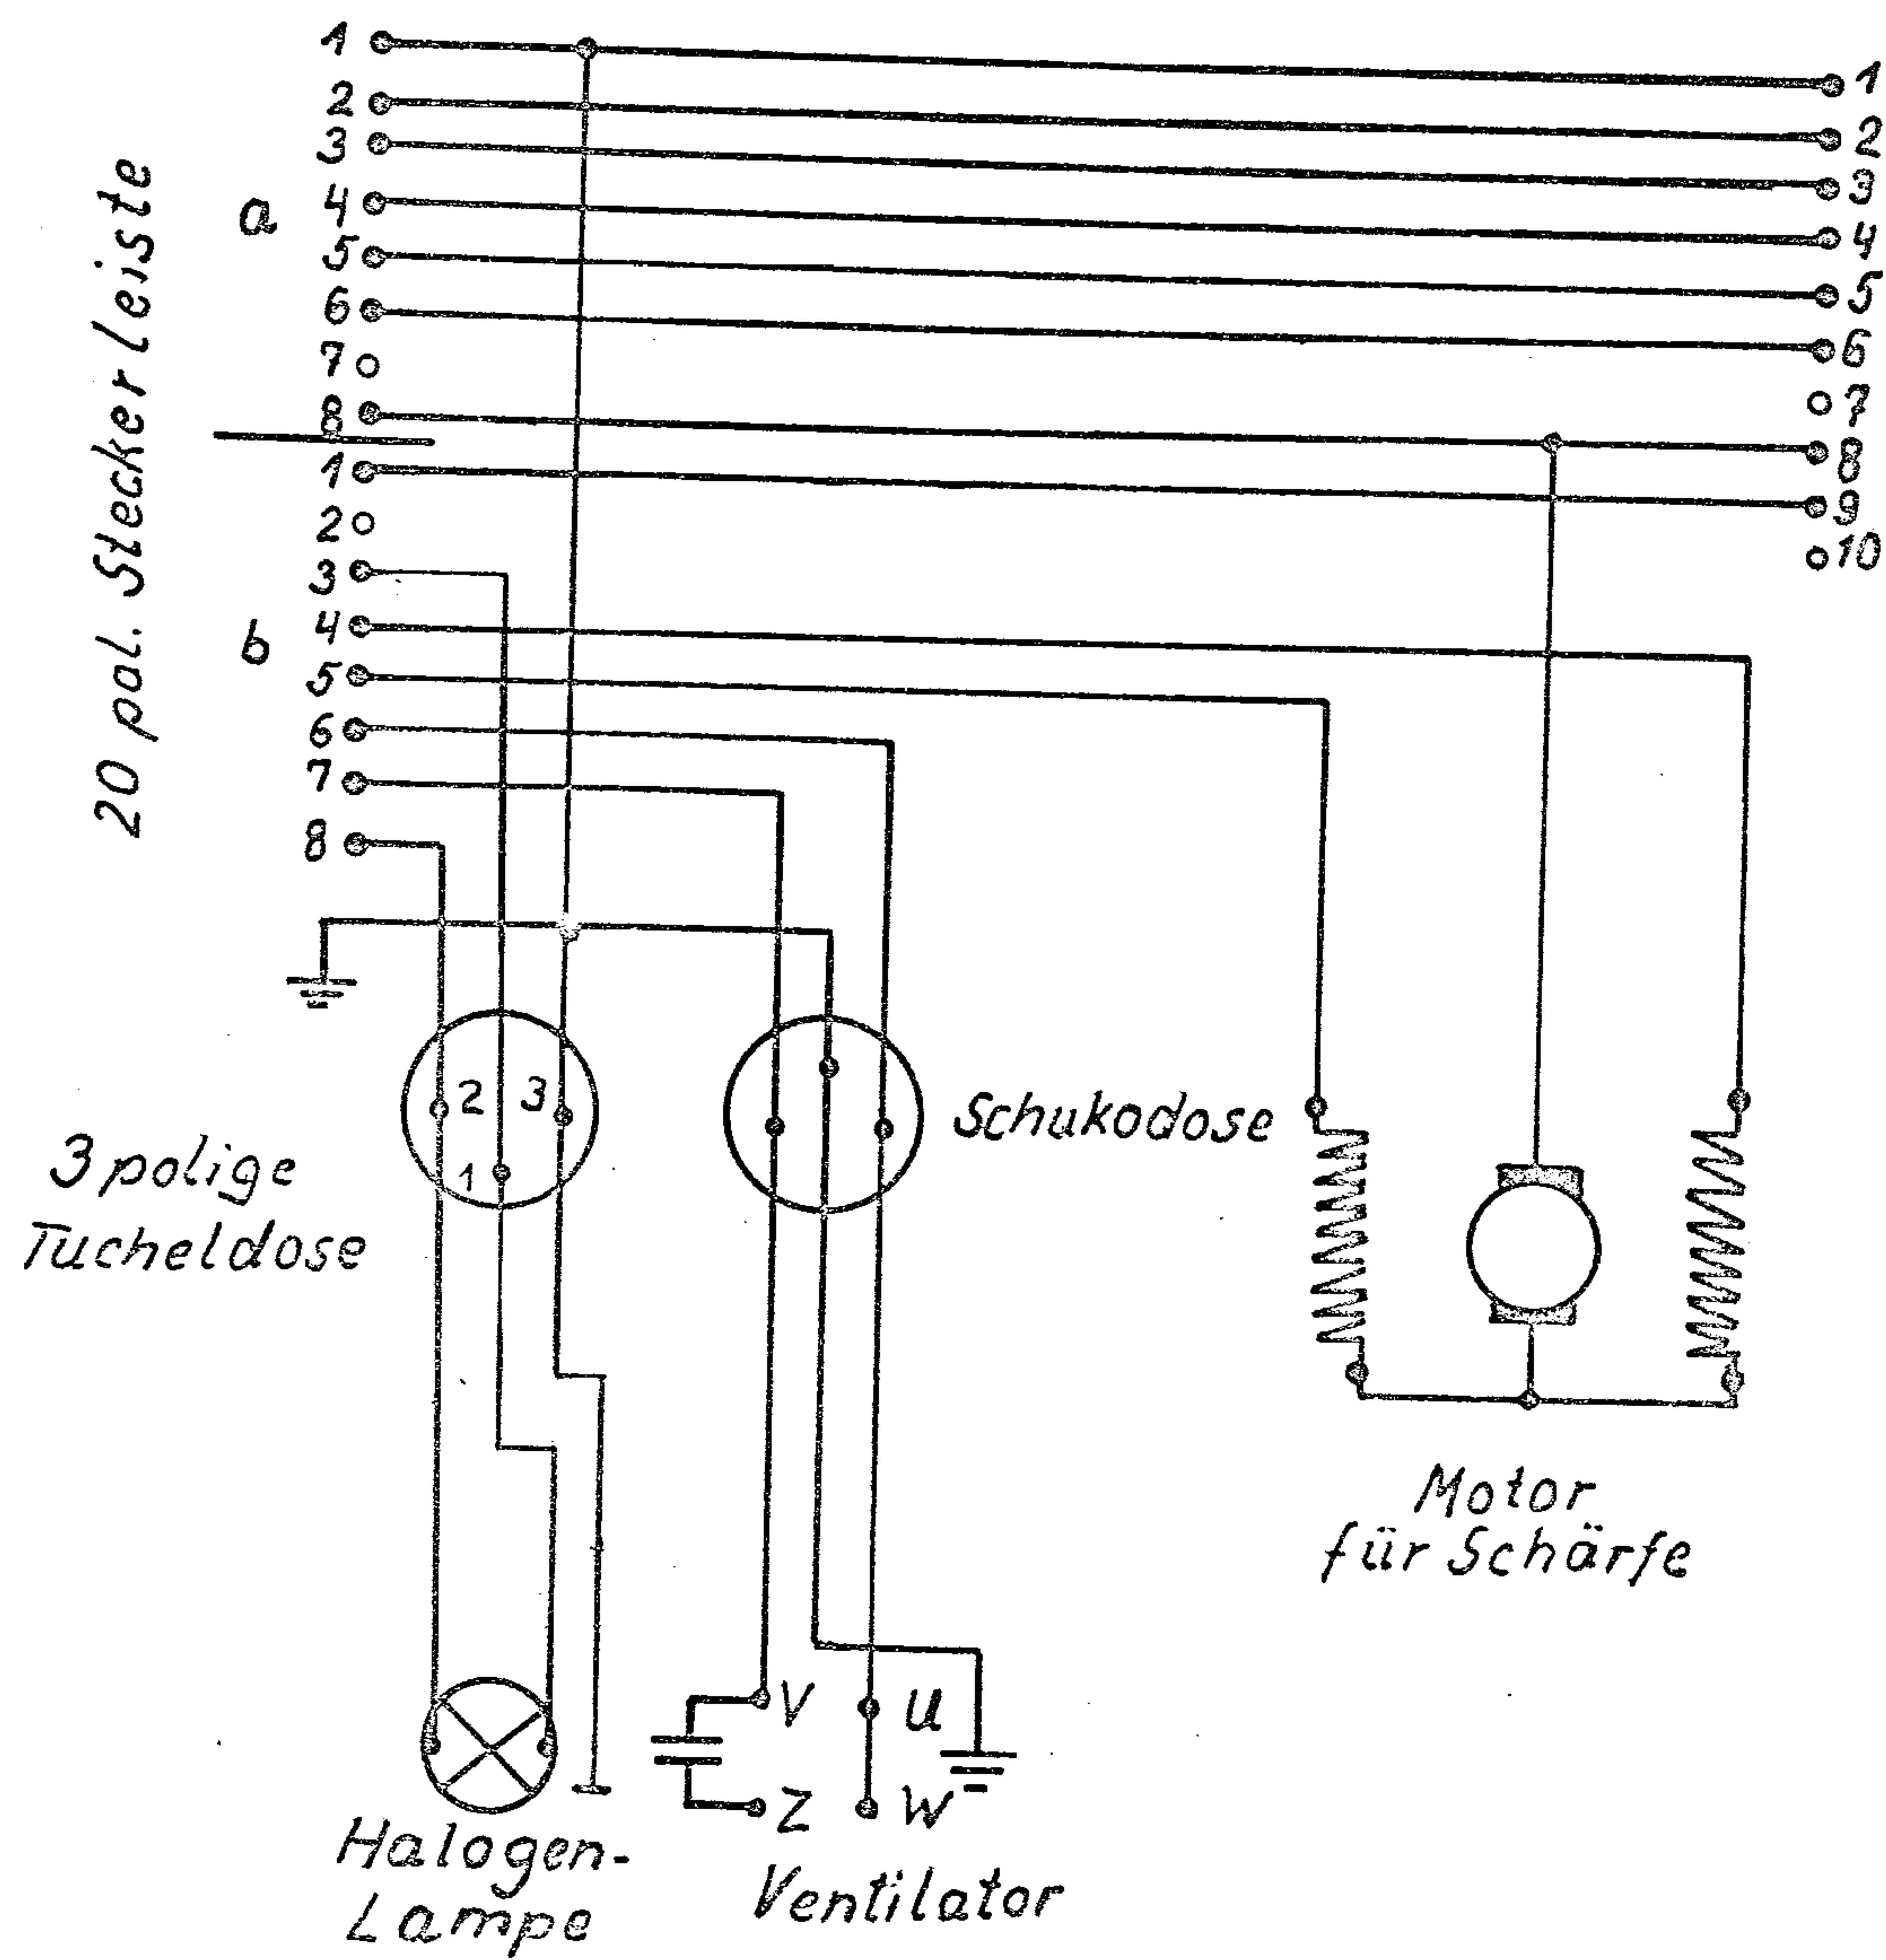 20 pol. Steckerleiste
a
1
2
3
4
5
6
7
8
b
1
2
3
4
5
6
7
8
1
2
3
4
5
6
7
8
9
10
3 polige
Tucheldose
2
3
1
Schukodose
Motor
für Schärfe
V
U
Z
W
Halogen-
Lampe
Ventilator